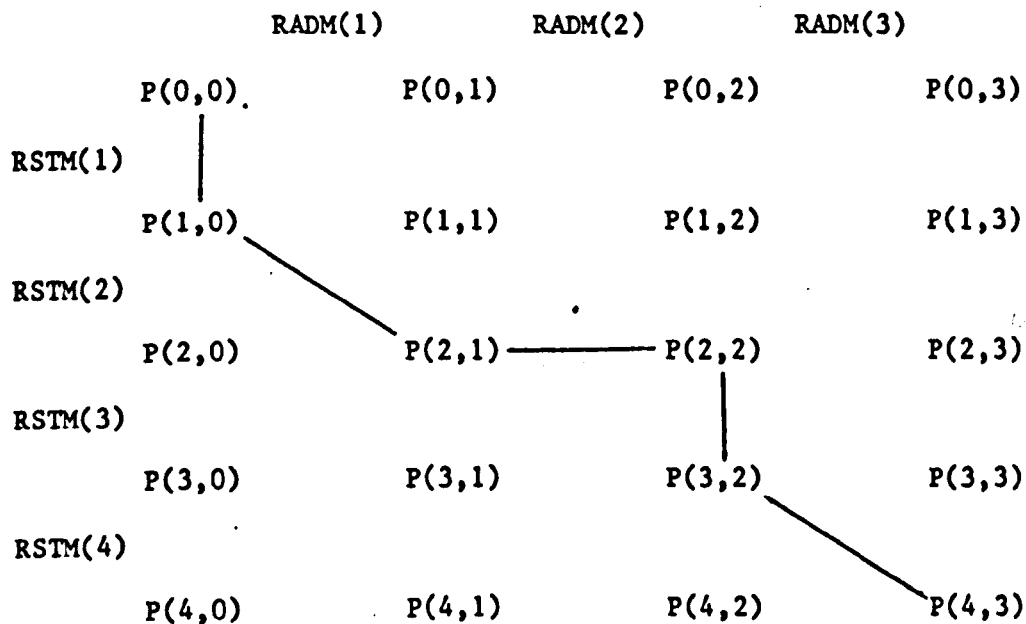 RADM(1) RADM(2) RADM(3)
P(0,0) P(0,1) P(0,2) P(0,3)
RSTM(1)
P(1,0) P(1,1) P(1,2) P(1,3)
RSTM(2)
P(2,0) P(2,1) P(2,2) P(2,3)
RSTM(3)
P(3,0) P(3,1) P(3,2) P(3,3)
RSTM(4)
P(4,0) P(4,1) P(4,2) P(4,3)